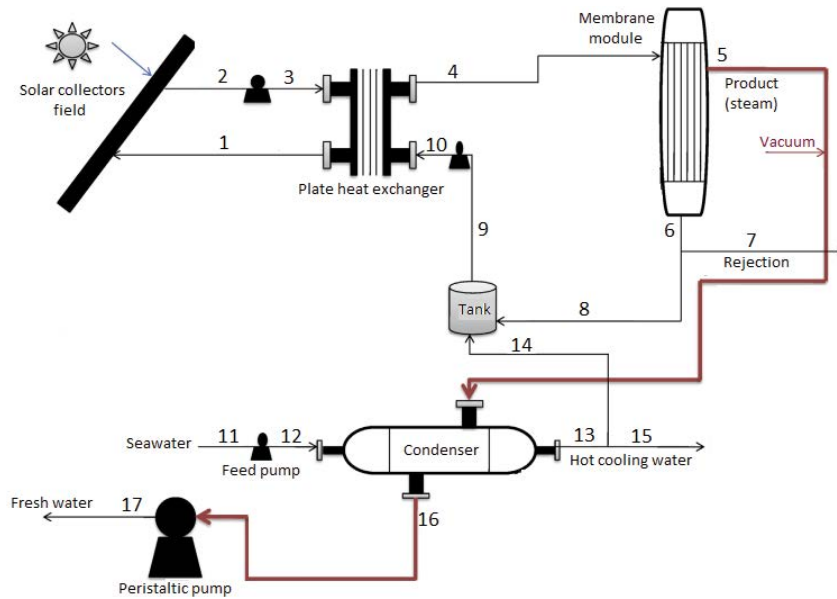 Membrane
module
Solar collectors
field
2
3
4
5
Product
(steam)
Vacuum
1
10
Plate heat exchanger
6
7
Rejection
9
Tank
8
14
Seawater
11
12
Feed pump
Condenser
13
15
Hot cooling water
Fresh water
17
16
Peristaltic pump